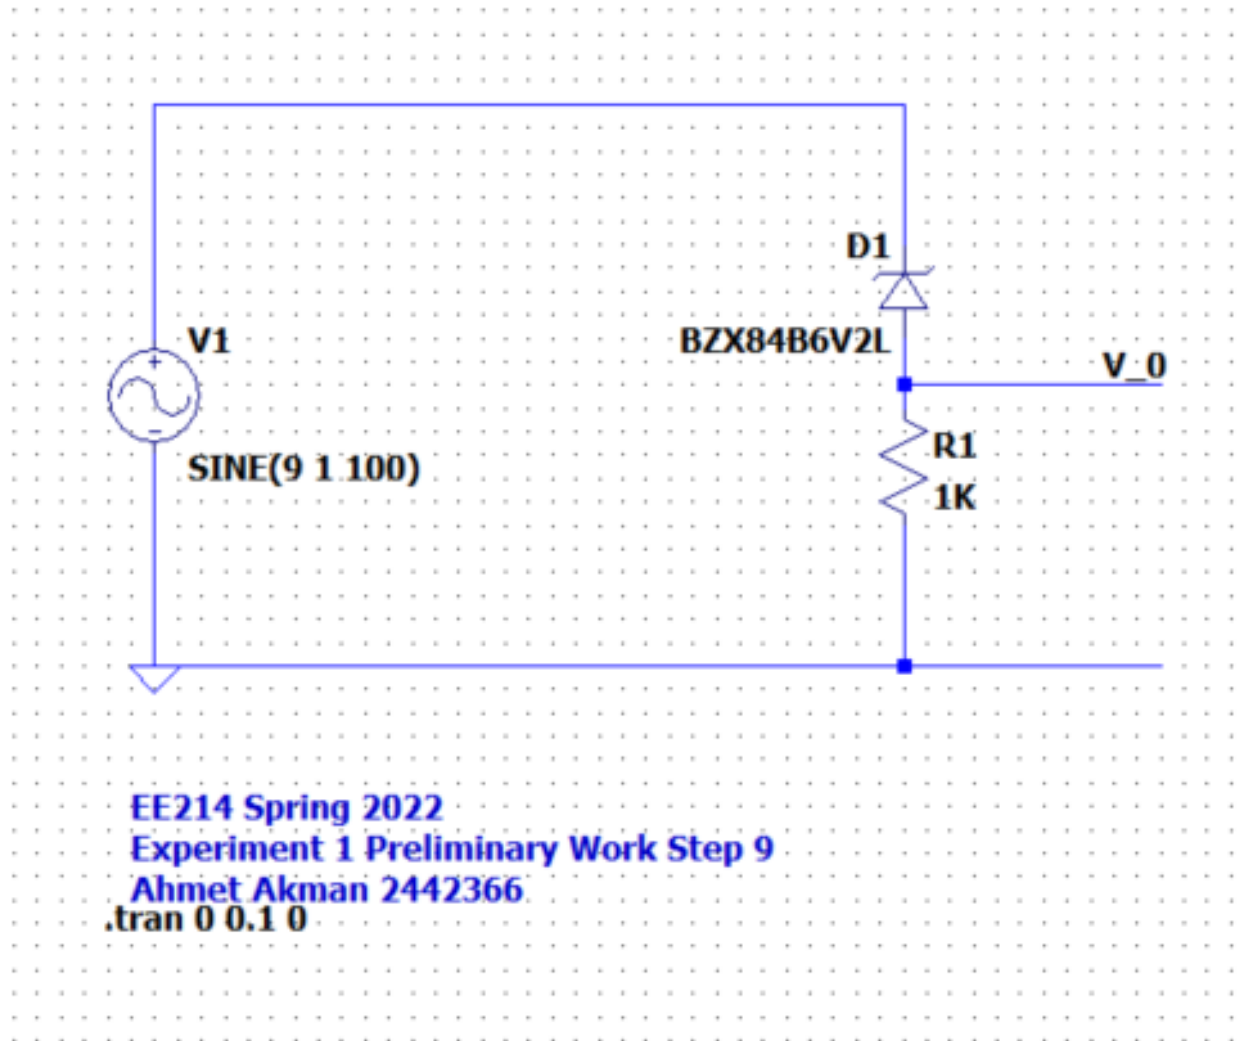 D1
V1
BZX84B6V2L
V_0
+
-
SINE(9 1 100)
R1
1K
EE214 Spring 2022
Experiment 1 Preliminary Work Step 9
Ahmet Akman 2442366
.tran 0 0.1 0